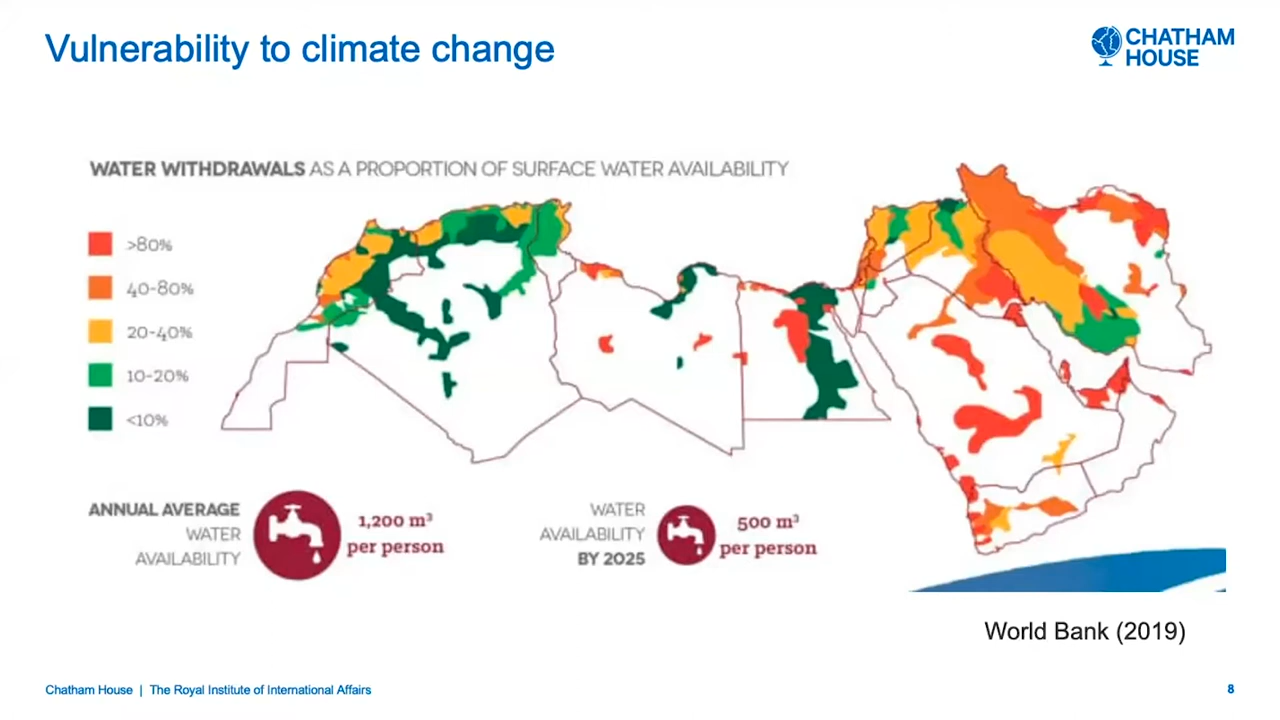 Vulnerability to climate change
CHATHAM
HOUSE
WATER WITHDRAWALS AS A PROPORTION OF SURFACE WATER AVAILABILITY
>80%
40-80%
20-40%
10-20%
<10%
ANNUAL AVERAGE
WATER
AVAILABILITY
1,200 m³
per person
WATER
AVAILABILITY
BY 2025
500 m³
per person
World Bank (2019)
Chatham House | The Royal Institute of International Affairs
8